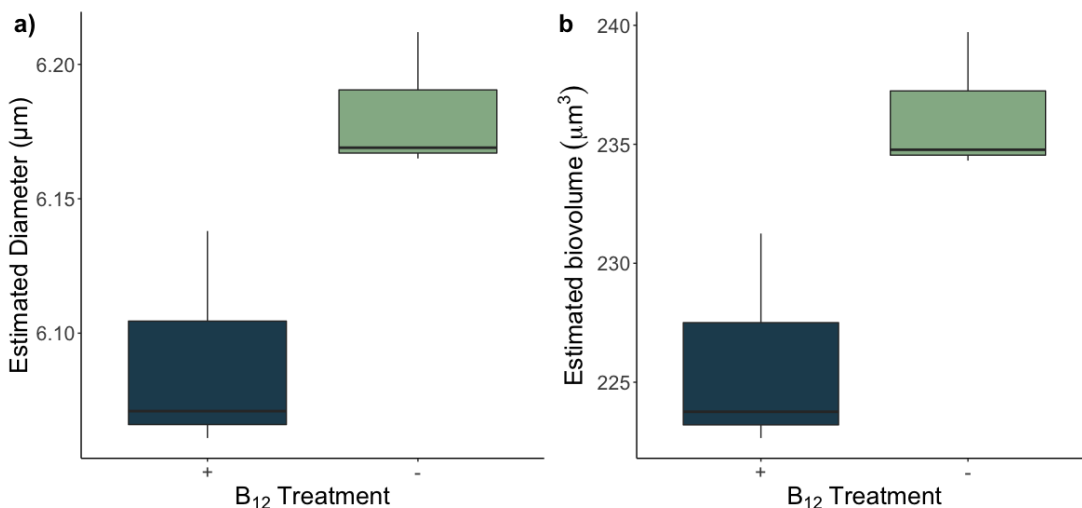 a)
Estimated Diameter (µm)
6.20
6.15
6.10
+
-
B₁₂ Treatment
b
Estimated biovolume (µm³)
240
235
230
225
+
-
B₁₂ Treatment